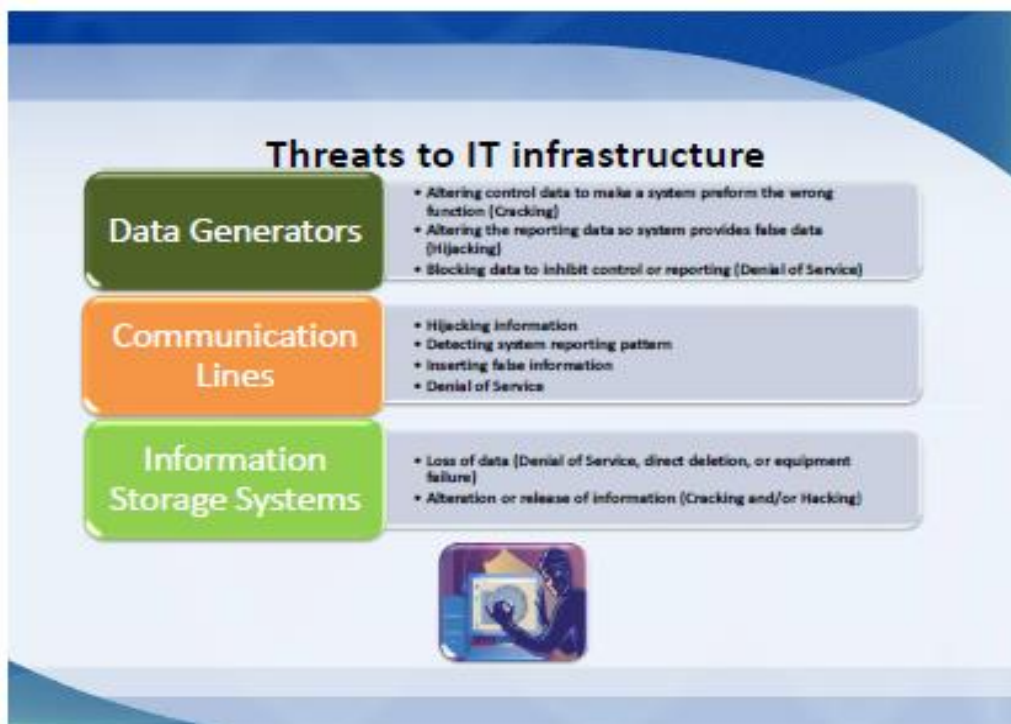 Threats to IT infrastructure
Data Generators
• Altering control data to make a system preform the wrong
function (Cracking)
• Altering the reporting data so system provides false data
(Hijacking)
• Blocking data to inhibit control or reporting (Denial of Service)
Communication
Lines
• Hijacking information
• Detecting system reporting pattern
• Inserting false information
• Denial of Service
Information
Storage Systems
• Loss of data (Denial of Service, direct deletion, or equipment
failure)
• Alteration or release of information (Cracking and/or Hacking)